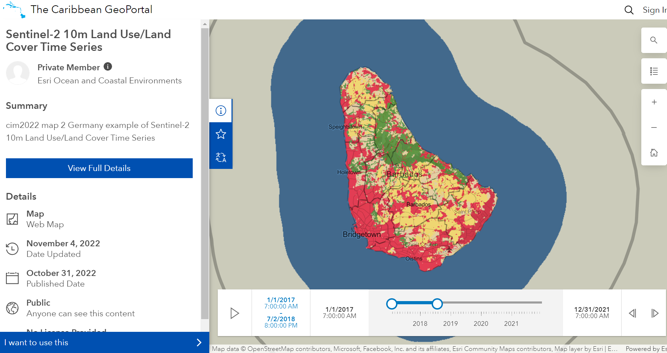 The Caribbean GeoPortal
Sign In
Sentinel-2 10m Land Use/Land
Cover Time Series
Private Member
Esri Ocean and Coastal Environments
Summary
cim2022 map 2 Germany example of Sentinel-2
10m Land Use/Land Cover Time Series
View Full Details
Details
Map
Web Map
November 4, 2022
Date Updated
October 31, 2022
Published Date
Public
Anyone can see this content
No License Provided
I want to use this
Holetown
Bridgetown
Oistins
1/1/2017
7:00:00 AM
7/2/2018
8:00:00 PM
1/1/2017
7:00:00 AM
2018 2019 2020 2021
12/31/2021
7:00:00 AM
Map data © OpenStreetMap contributors, Microsoft, Facebook, Inc. and its affiliates, Esri Community Maps contributors, Map layer by Esri | E...
Powered by Es